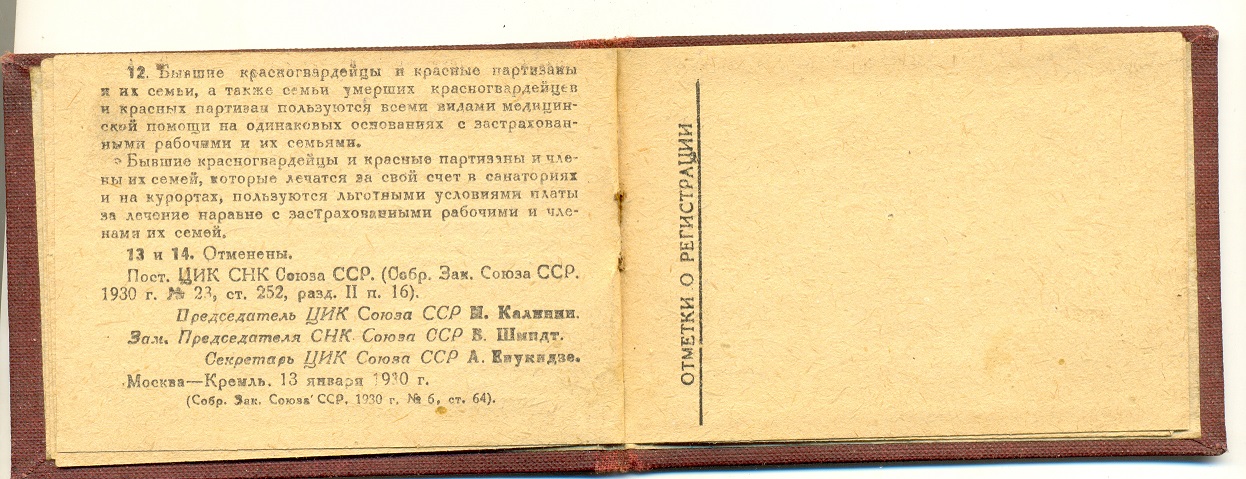 12. Бывшие красногвардейцы и красные партизаны
и их семьи, а также семьи умерших красногвардейцев
и красных партизан пользуются всеми видами медицин-
ской помощи на одинаковых основаниях с застрахован-
ными рабочими и их семьями.
Бывшие красногвардейцы и красные партизаны и чле-
ны их семей, которые лечатся за свой счет в санаториях
и на курортах, пользуются льготными условиями платы
за лечение наравне с застрахованными рабочими и чле-
нами их семей.
13 и 14. Отменены.
Пост. ЦИК СНК Союза ССР. (Собр. Зак. Союза ССР.
1930 г. № 23, ст. 252, разд. II п. 16).
Председатель ЦИК Союза ССР М. Калинин.
Зам. Председателя СНК Союза ССР В. Шмидт.
Секретарь ЦИК Союза ССР А. Енукидзе.
Москва—Кремль. 13 января 1930 г.
(Собр. Зак. Союза ССР. 1930 г. № 6, ст. 64).
ОТМЕТКИ О РЕГИСТРАЦИИ